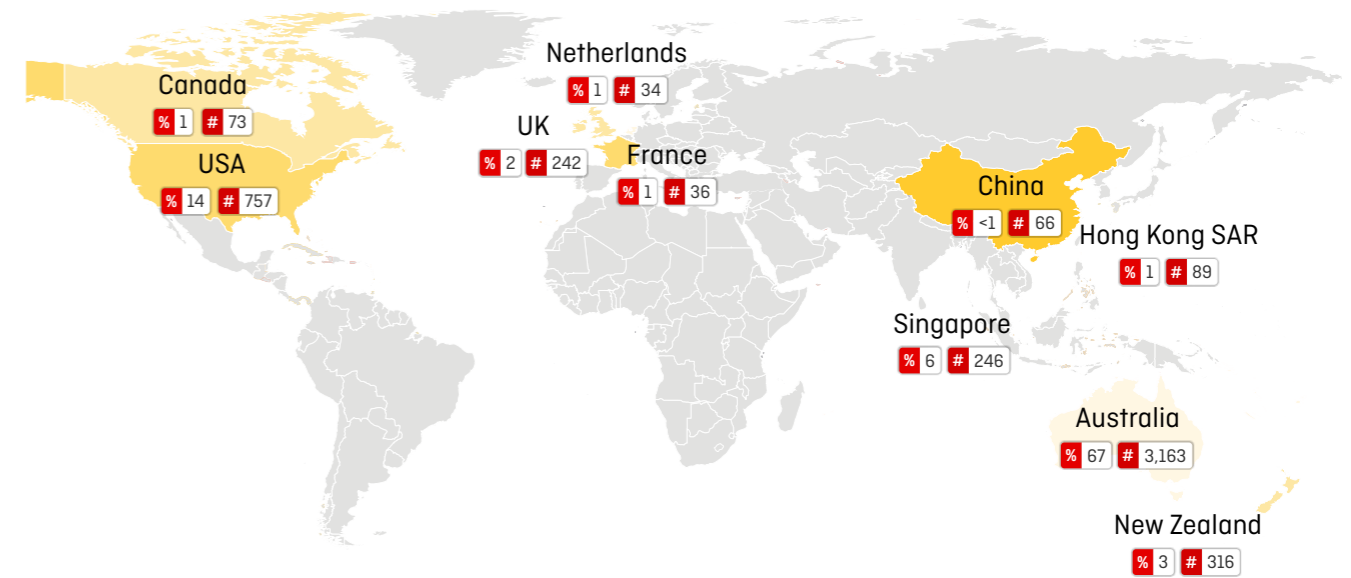 Netherlands
% 1 # 34
Canada
% 1 # 73
UK
% 2 # 242
France
% 1 # 36
USA
% 14 # 757
China
% <1 # 66
Hong Kong SAR
% 1 # 89
Singapore
% 6 # 246
Australia
% 67 # 3,163
New Zealand
% 3 # 316